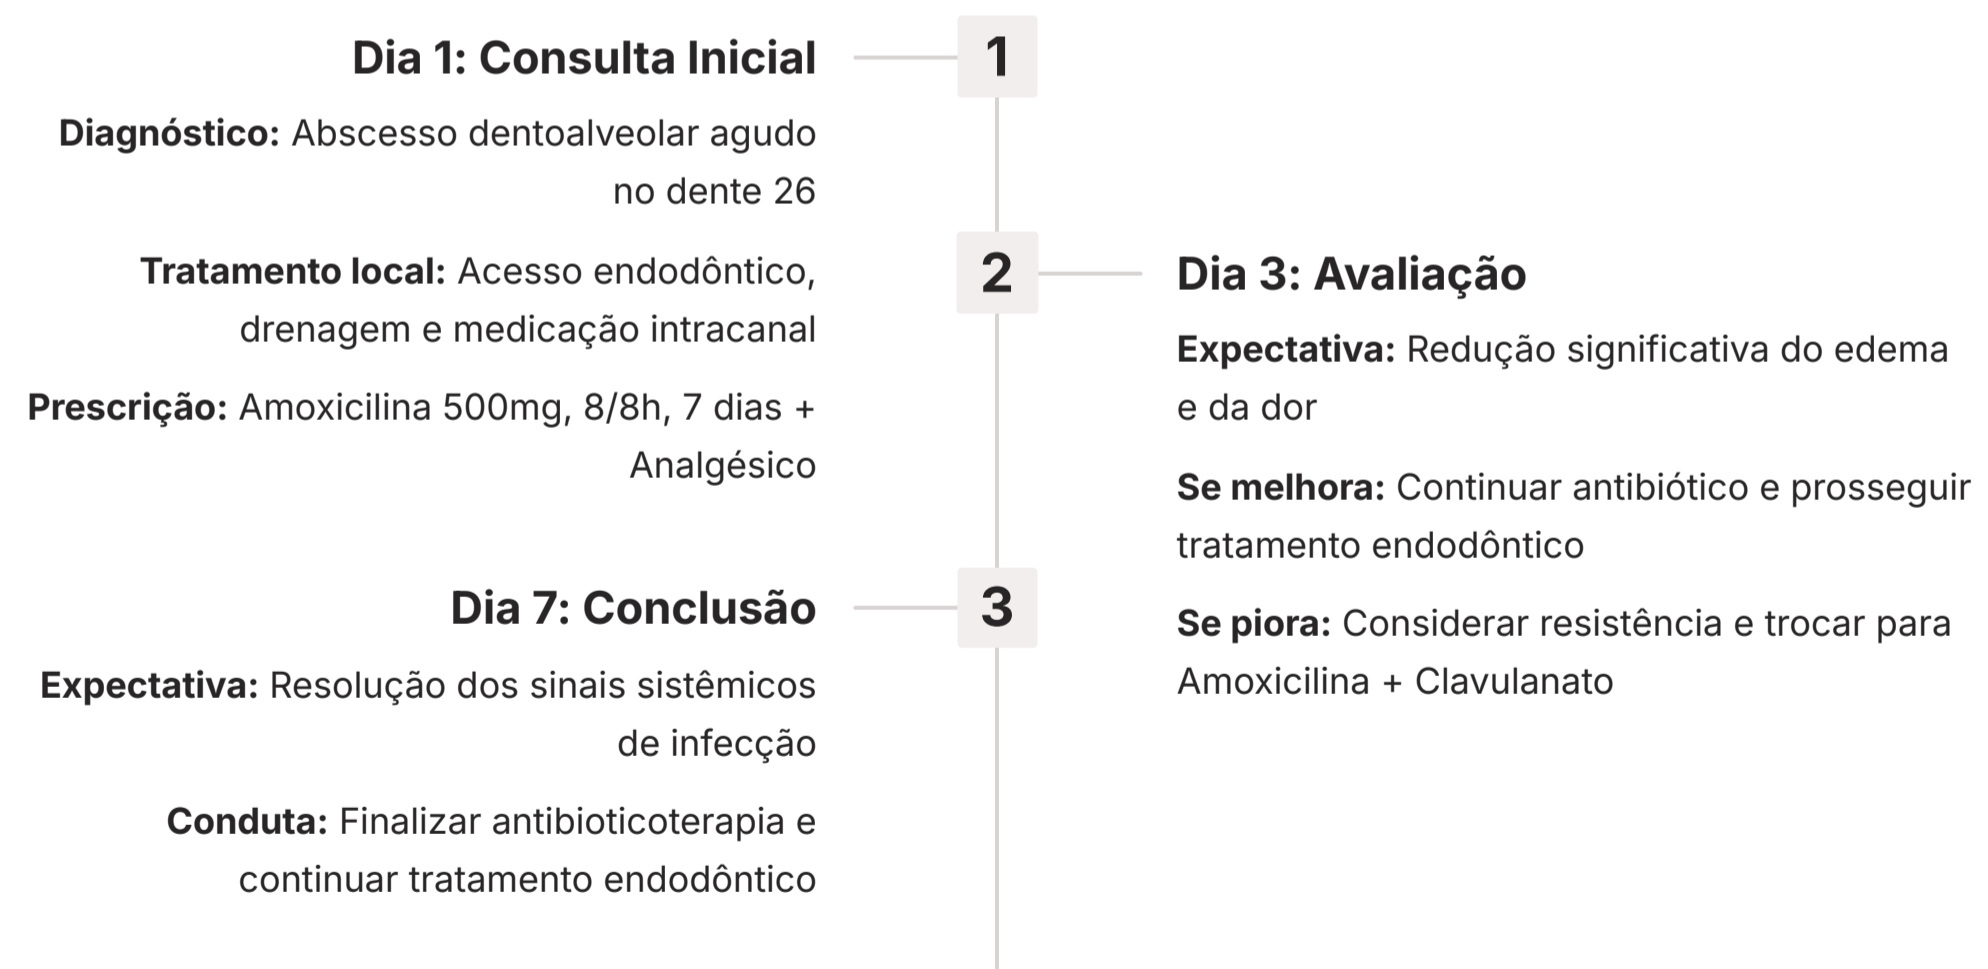 1
Dia 1: Consulta Inicial
Diagnóstico: Abscesso dentoalveolar agudo
no dente 26
Tratamento local: Acesso endodôntico,
drenagem e medicação intracanal
Prescrição: Amoxicilina 500mg, 8/8h, 7 dias +
Analgésico
2
Dia 3: Avaliação
Expectativa: Redução significativa do edema
e da dor
Se melhora: Continuar antibiótico e prosseguir
tratamento endodôntico
Se piora: Considerar resistência e trocar para
Amoxicilina + Clavulanato
3
Dia 7: Conclusão
Expectativa: Resolução dos sinais sistêmicos
de infecção
Conduta: Finalizar antibioticoterapia e
continuar tratamento endodôntico